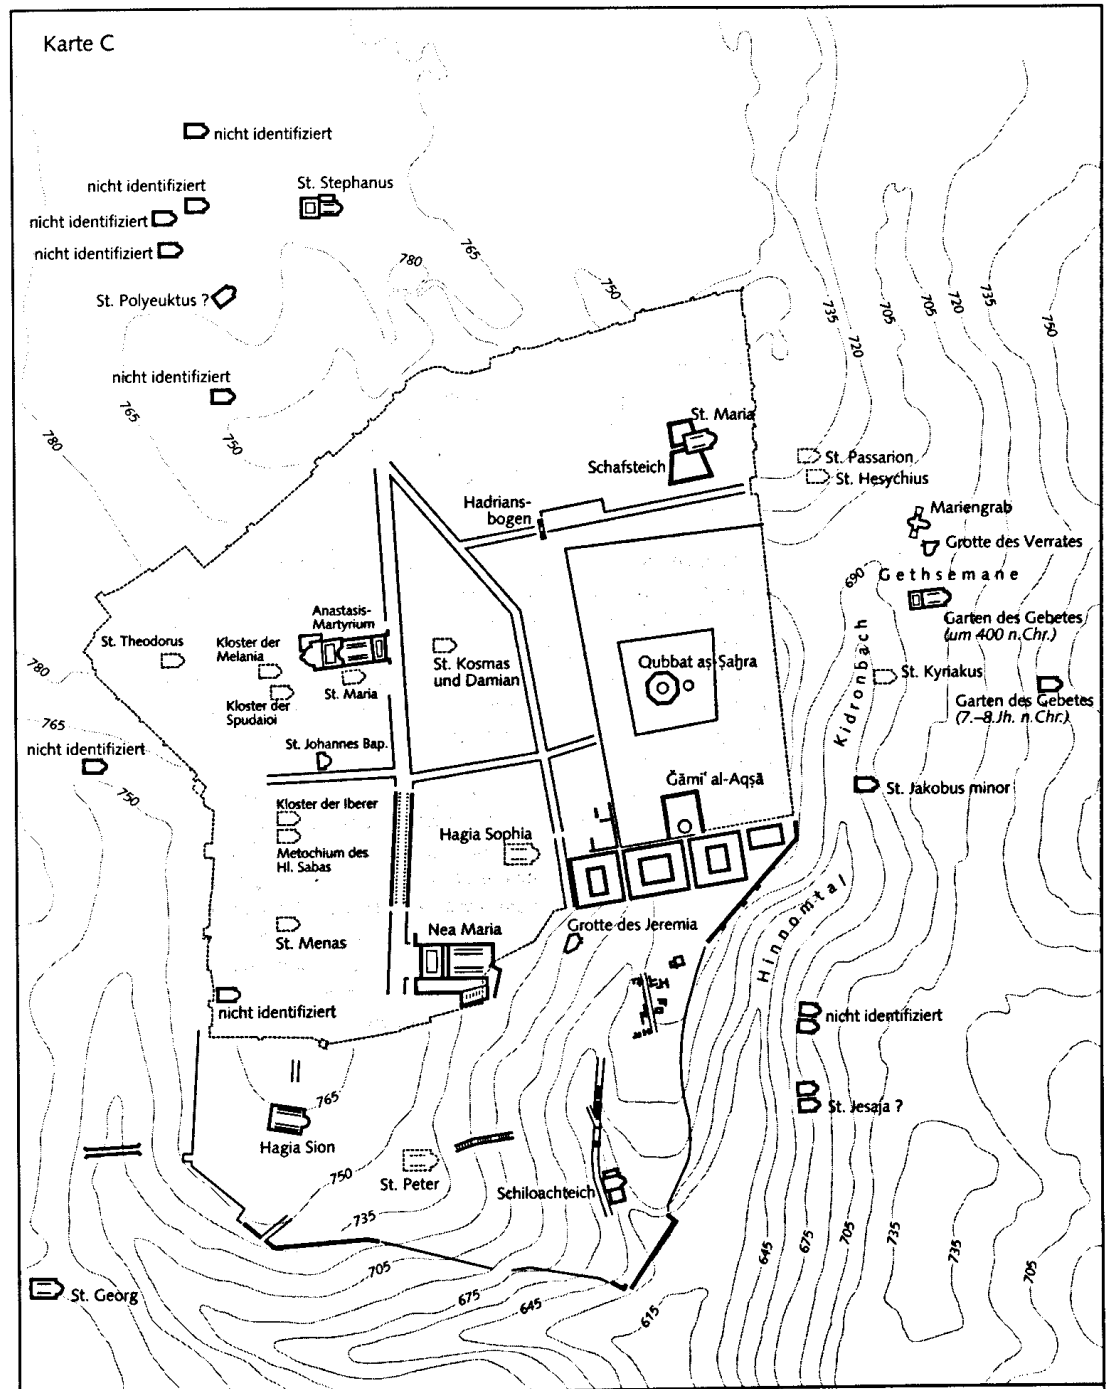 Karte C
nicht identifiziert
nicht identifiziert
St. Stephanus
nicht identifiziert
nicht identifiziert
765
780
St. Polyeuktus ?
750
735
705
705
720
735
750
720
nicht identifiziert
765
780
750
St. Maria
Schafsteich
St. Passarion
St. Hesychius
Hadrians-
bogen
Mariengrab
Grotte des Verrates
690
Gethsemane
Anastasis-
Martyrium
Garten des Gebetes
(um 400 n.Chr.)
St. Theodorus
Kloster der
Melania
St. Kosmas
und Damian
Qubbat aṣ-Ṣaḫra
Kidronbach
St. Kyriakus
780
St. Maria
Kloster der
Spudaioi
Garten des Gebetes
(7.–8.Jh. n.Chr.)
765
St. Johannes Bap.
nicht identifiziert
750
Ǧāmiʿ al-Aqṣā
St. Jakobus minor
Kloster der Iberer
Hagia Sophia
Metochium des
Hl. Sabas
Hinnomtal
St. Menas
Nea Maria
Grotte des Jeremia
nicht identifiziert
nicht identifiziert
765
Hagia Sion
St. Jesaja ?
750
St. Peter
Schiloachteich
735
705
675
645
615
645
675
705
735
735
705
St. Georg